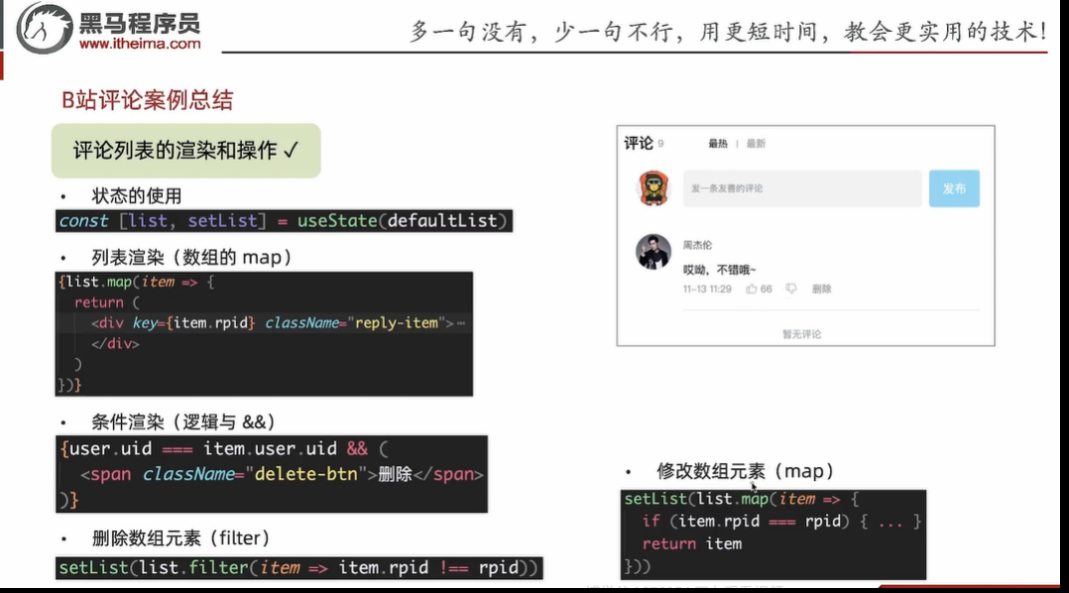 黑马程序员
www.itheima.com
多一句没有，少一句不行，用更短时间，教会更实用的技术！
B站评论案例总结
评论列表的渲染和操作 ✓
• 状态的使用
const [list, setList] = useState(defaultList)
• 列表渲染（数组的 map）
{list.map(item => {
return (
<div key={item.rpid} className="reply-item">⋯
</div>
)
})}
• 条件渲染（逻辑与 &&）
{user.uid === item.user.uid && (
<span className="delete-btn">删除</span>
)}
• 删除数组元素（filter）
setList(list.filter(item => item.rpid !== rpid))
评论 9 最热 | 最新
发一条友善的评论 发布
周杰伦
哎呦，不错哦~
11-13 11:29 66 删除
暂无评论
• 修改数组元素（map）
setList(list.map(item => {
if (item.rpid === rpid) { ... }
return item
}))